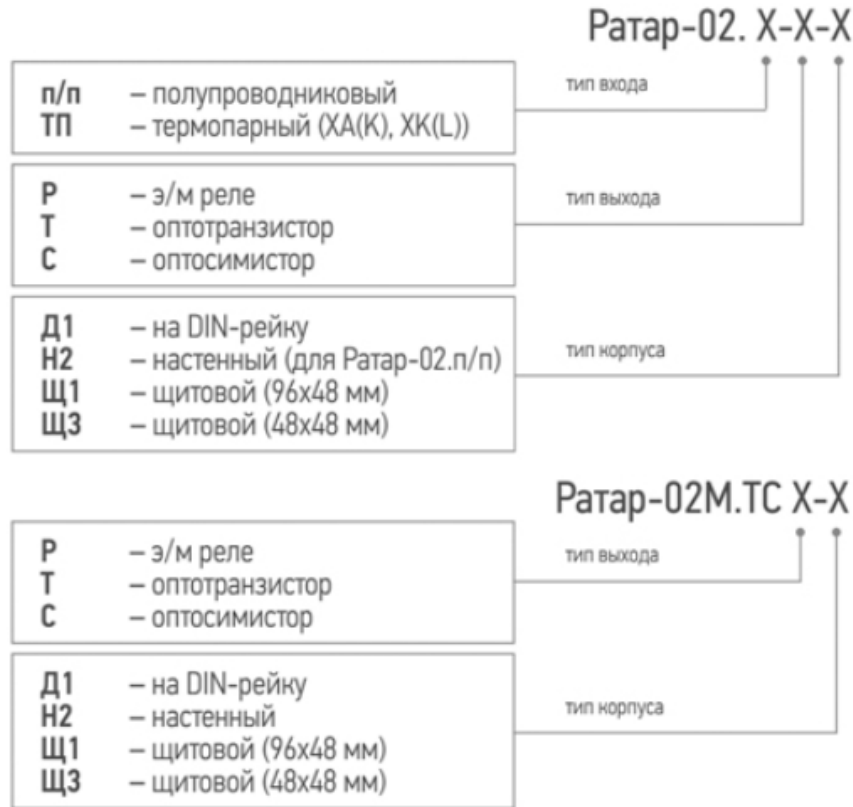 Ратар-02. Х-Х-Х
п/п – полупроводниковый
ТП – термопарный (ХА(К), ХК(L))
тип входа
Р – э/м реле
Т – оптотранзистор
С – оптосимистор
тип выхода
Д1 – на DIN-рейку
Н2 – настенный (для Ратар-02.п/п)
Щ1 – щитовой (96х48 мм)
Щ3 – щитовой (48х48 мм)
тип корпуса
Ратар-02М.ТС Х-Х
Р – э/м реле
Т – оптотранзистор
С – оптосимистор
тип выхода
Д1 – на DIN-рейку
Н2 – настенный
Щ1 – щитовой (96х48 мм)
Щ3 – щитовой (48х48 мм)
тип корпуса